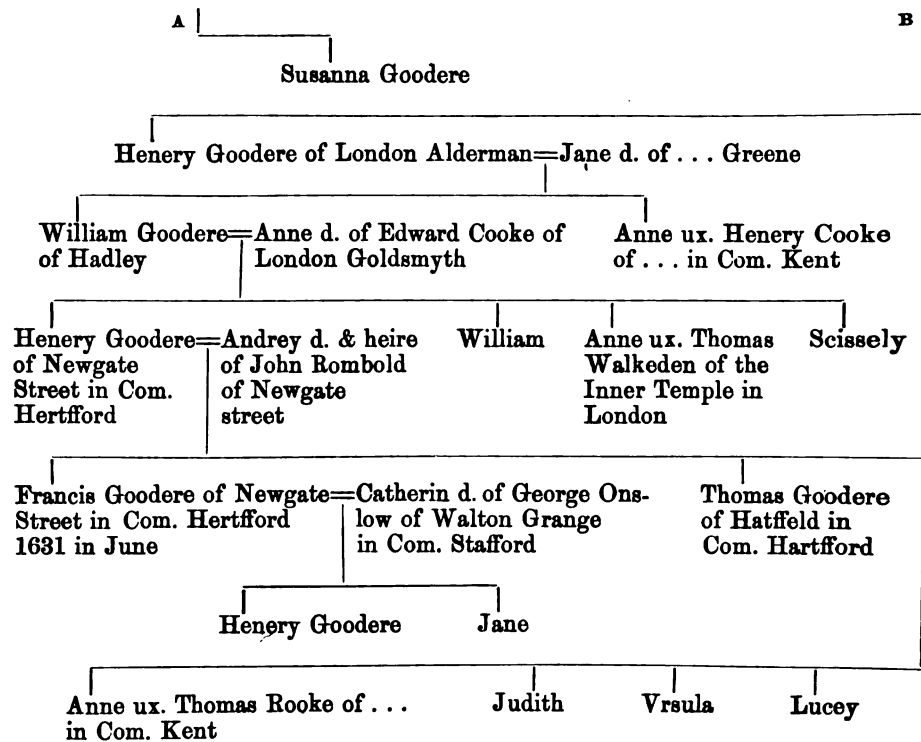 A B
Susanna Goodere
Henery Goodere of London Alderman=Jane d. of . . . Greene
William Goodere=Anne d. of Edward Cooke of
of Hadley London Goldsmyth
Anne ux. Henery Cooke
of . . . in Com. Kent
Henery Goodere=
of Newgate
Street in Com.
Hertfford
Andrey d. & heire
of John Rombold
of Newgate
street
William
Anne ux. Thomas
Walkeden of the
Inner Temple in
London
Scissely
Francis Goodere of Newgate=
Street in Com. Hertfford
1631 in June
Catherin d. of George Ons-
low of Walton Grange
in Com. Stafford
Thomas Goodere
of Hatffeld in
Com. Hartfford
Henery Goodere
Jane
Anne ux. Thomas Rooke of . . .
in Com. Kent
Judith
Vrsula
Lucey